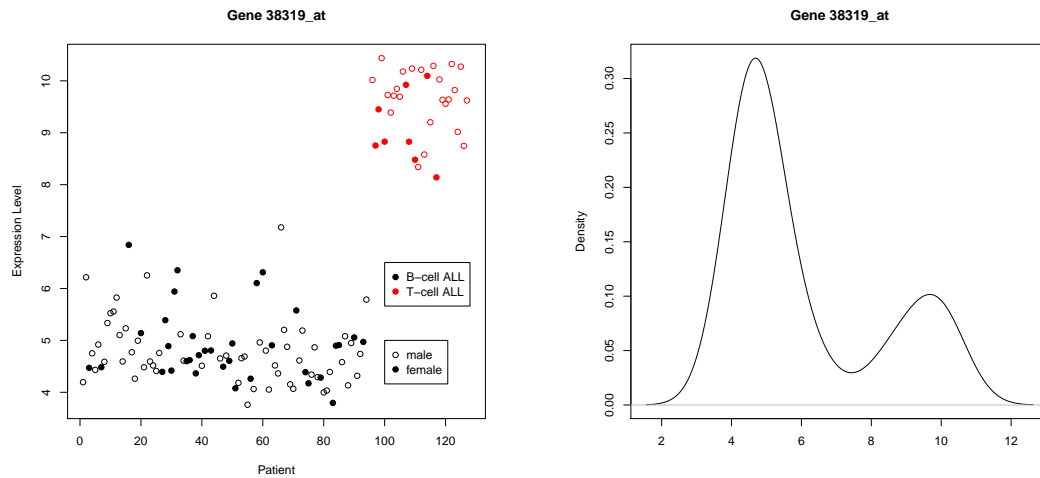 Gene 38319_at
Expression Level
10
9
8
7
6
5
4
B−cell ALL
T−cell ALL
male
female
0 20 40 60 80 100 120
Patient
Gene 38319_at
Density
0.30
0.25
0.20
0.15
0.10
0.05
0.00
2 4 6 8 10 12